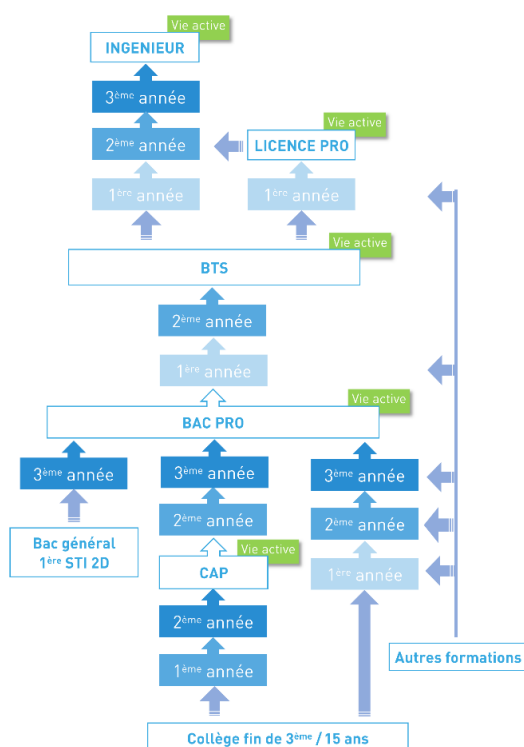 Vie active
INGENIEUR
3ème année
2ème année
Vie active
LICENCE PRO
1ère année
1ère année
Vie active
BTS
2ème année
1ère année
Vie active
BAC PRO
3ème année
3ème année
3ème année
2ème année
2ème année
Bac général
1ère STI 2D
Vie active
CAP
1ère année
2ème année
1ème année
Autres formations
Collège fin de 3ème / 15 ans